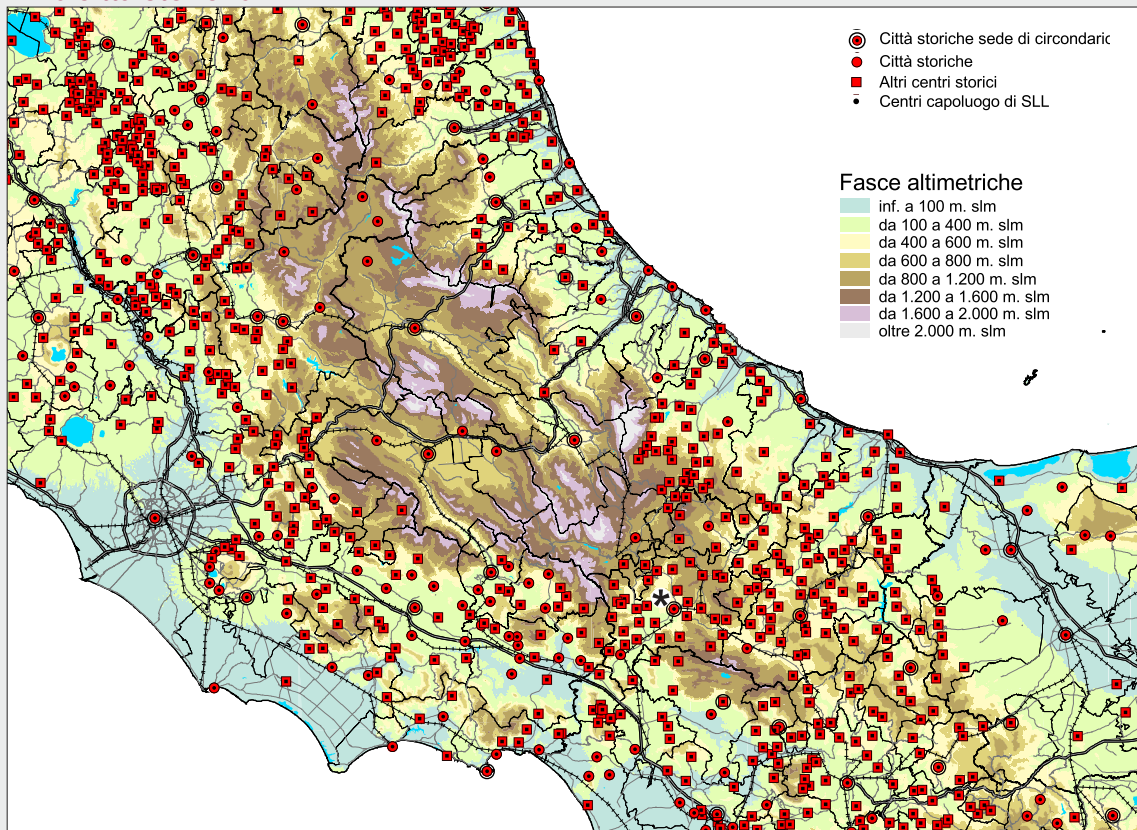 Città storiche sede di circondaric
Città storiche
Altri centri storici
Centri capoluogo di SLL
Fasce altimetriche
inf. a 100 m. slm
da 100 a 400 m. slm
da 400 a 600 m. slm
da 600 a 800 m. slm
da 800 a 1.200 m. slm
da 1.200 a 1.600 m. slm
da 1.600 a 2.000 m. slm
oltre 2.000 m. slm
*